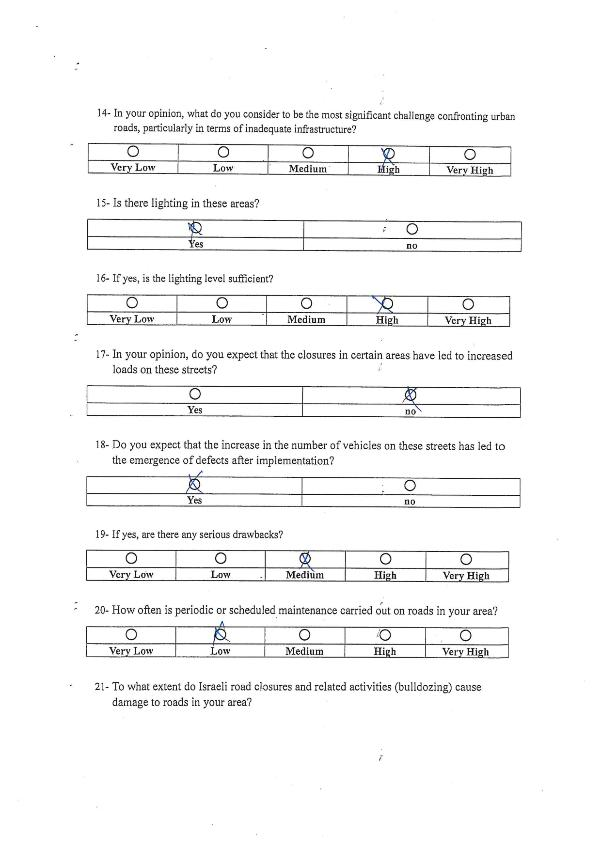 14- In your opinion, what do you consider to be the most significant challenge confronting urban
roads, particularly in terms of inadequate infrastructure?
Very Low Low Medium High Very High
15- Is there lighting in these areas?
Yes no
16- If yes, is the lighting level sufficient?
Very Low Low Medium High Very High
17- In your opinion, do you expect that the closures in certain areas have led to increased
loads on these streets?
Yes no
18- Do you expect that the increase in the number of vehicles on these streets has led to
the emergence of defects after implementation?
Yes no
19- If yes, are there any serious drawbacks?
Very Low Low Medium High Very High
20- How often is periodic or scheduled maintenance carried out on roads in your area?
Very Low Low Medium High Very High
21- To what extent do Israeli road closures and related activities (bulldozing) cause
damage to roads in your area?